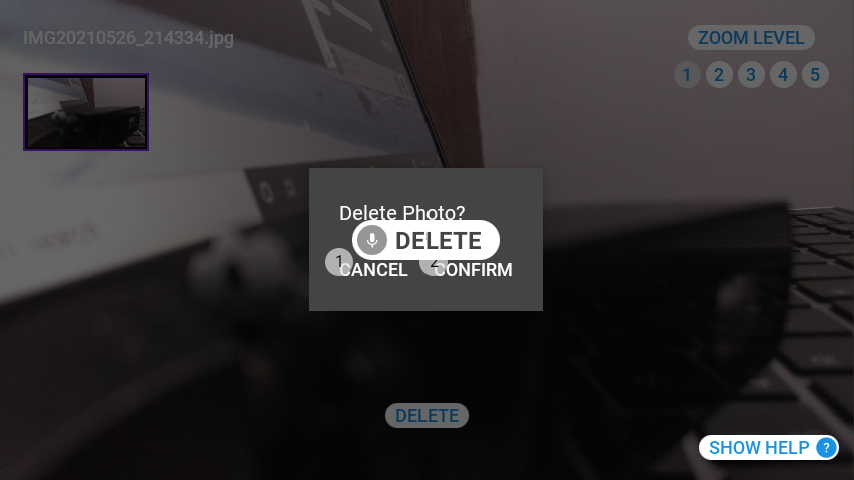 IMG20210526_214334.jpg
ZOOM LEVEL
1 2 3 4 5
Delete Photo?
DELETE
1 CANCEL 2 CONFIRM
DELETE
SHOW HELP ?